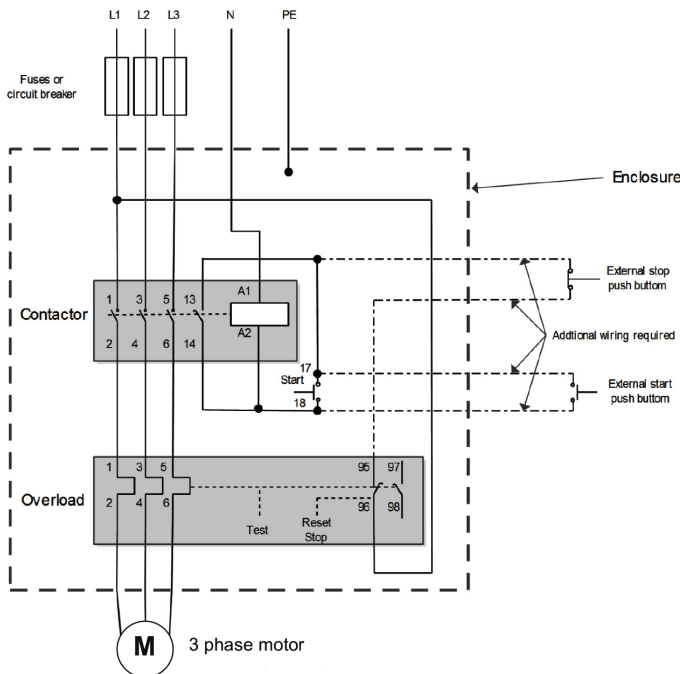 L1 L2 L3 N PE
Fuses or
circuit breaker
Enclosure
External stop
push buttom
A1
1 3 5 13
Contactor
A2
2 4 6 14
Addtional wiring required
17
Start
18
External start
push buttom
1 3 5 95 97
Overload
2 4 6 96 98
Test
Reset
Stop
M
3 phase motor